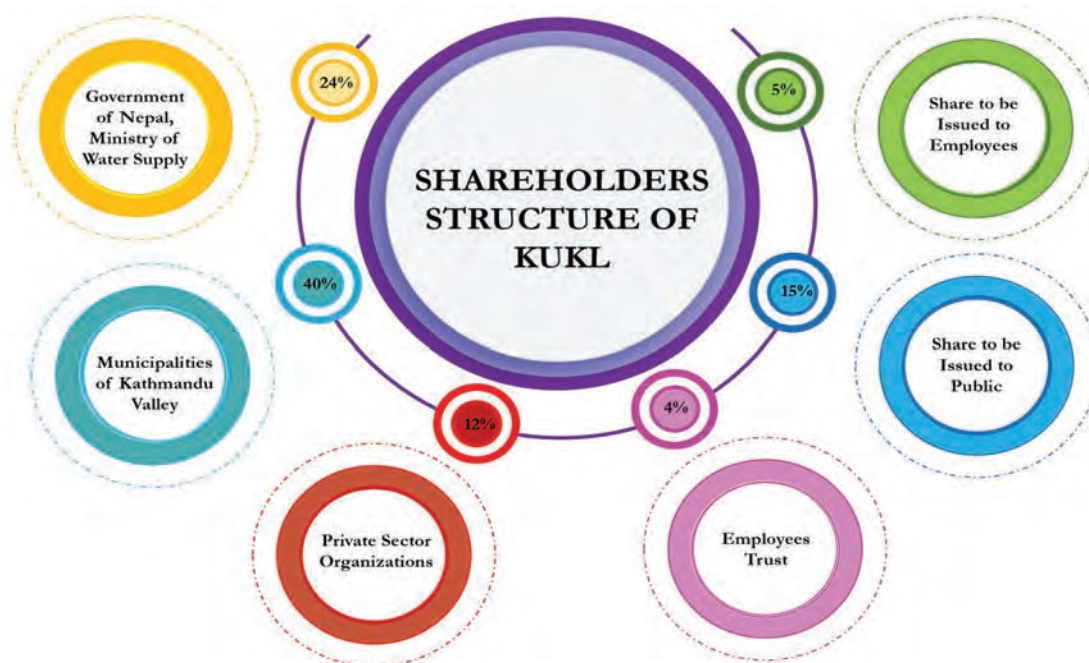 SHAREHOLDERS
STRUCTURE OF
KUKL
24%
Government
of Nepal,
Ministry of
Water Supply
40%
Municipalities
of Kathmandu
Valley
12%
Private Sector
Organizations
4%
Employees
Trust
15%
Share to be
Issued to
Public
5%
Share to be
Issued to
Employees